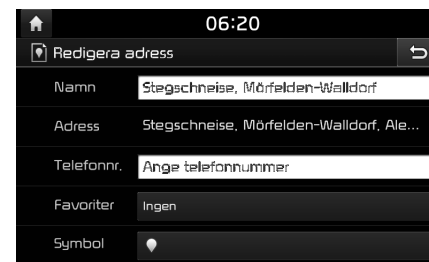 06:20
Redigera adress
Namn Stegschneise, Mörfelden-Walldorf
Adress Stegschneise, Mörfelden-Walldorf, Ale...
Telefonnr. Ange telefonnummer
Favoriter Ingen
Symbol